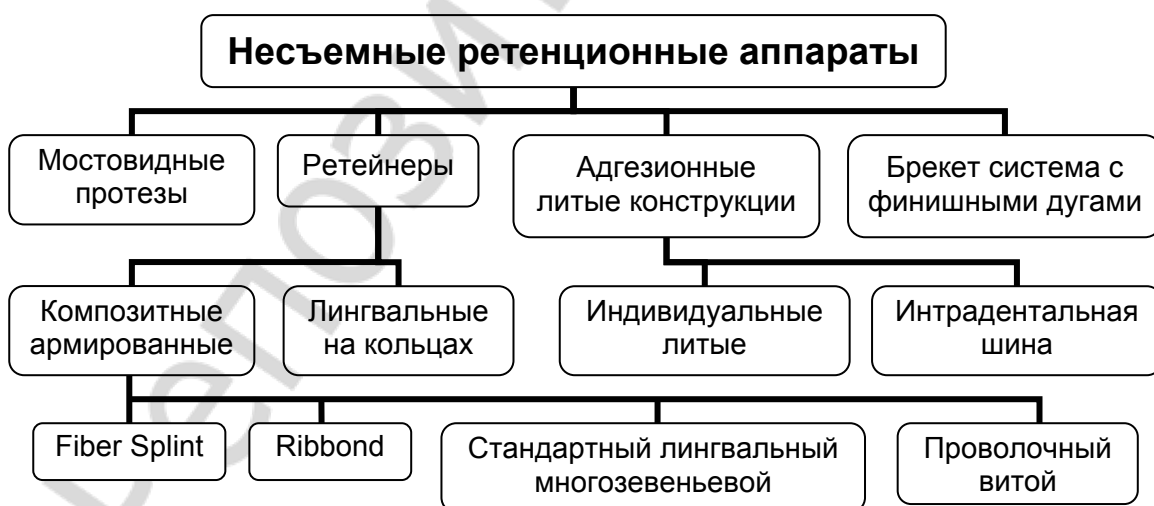 Несъемные ретенционные аппараты
Мостовидные
протезы
Ретейнеры
Адгезионные
литые конструкции
Брекет система с
финишными дугами
Композитные
армированные
Лингвальные
на кольцах
Индивидуальные
литые
Интрадентальная
шина
Fiber Splint
Ribbond
Стандартный лингвальный
многозевеньевой
Проволочный
витой